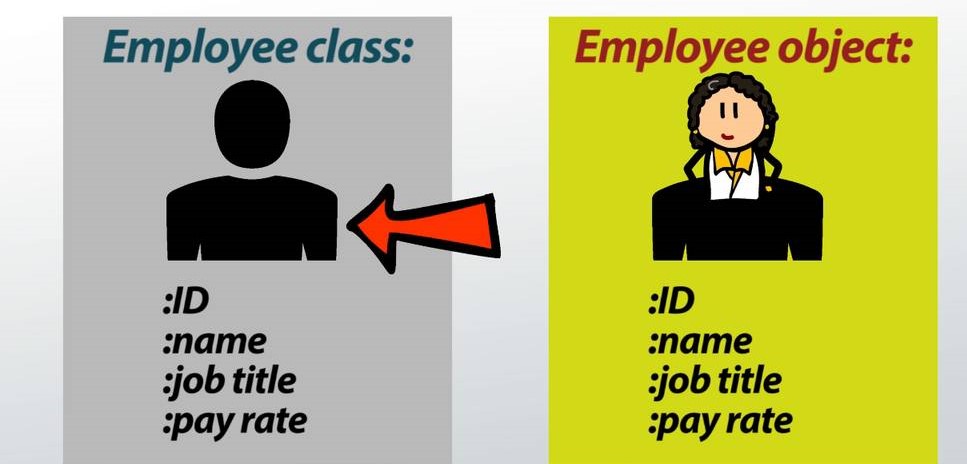 Employee class:
:ID
:name
:job title
:pay rate
Employee object:
:ID
:name
:job title
:pay rate